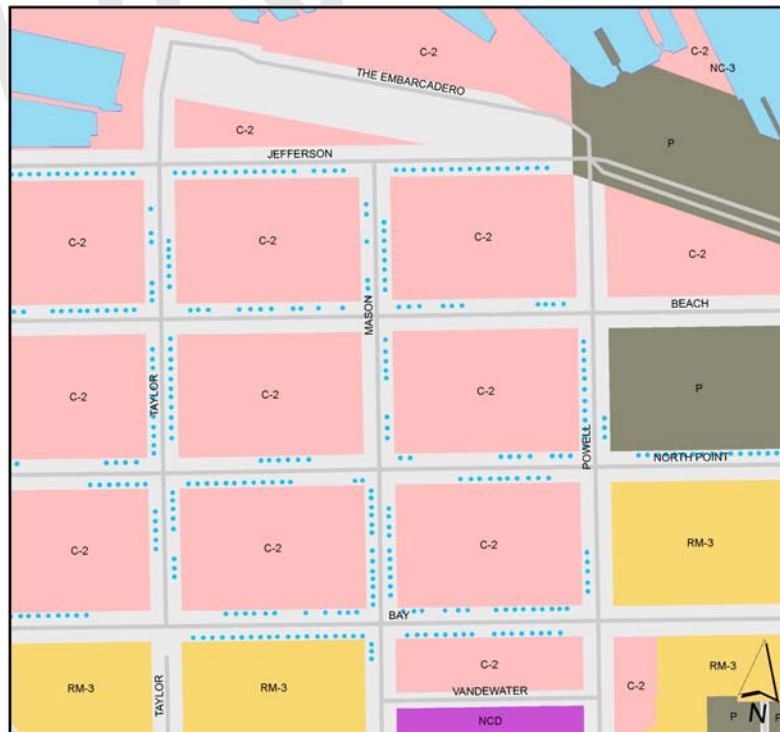 C-2
C-2
NC-3
THE EMBARCADERO
C-2
P
JEFFERSON
C-2
C-2
C-2
C-2
MASON
BEACH
C-2
C-2
C-2
P
TAYLOR
POWELL
NORTH POINT
C-2
C-2
C-2
RM-3
BAY
RM-3
RM-3
C-2
C-2
RM-3
TAYLOR
VANDEWATER
NCD
P
P
N